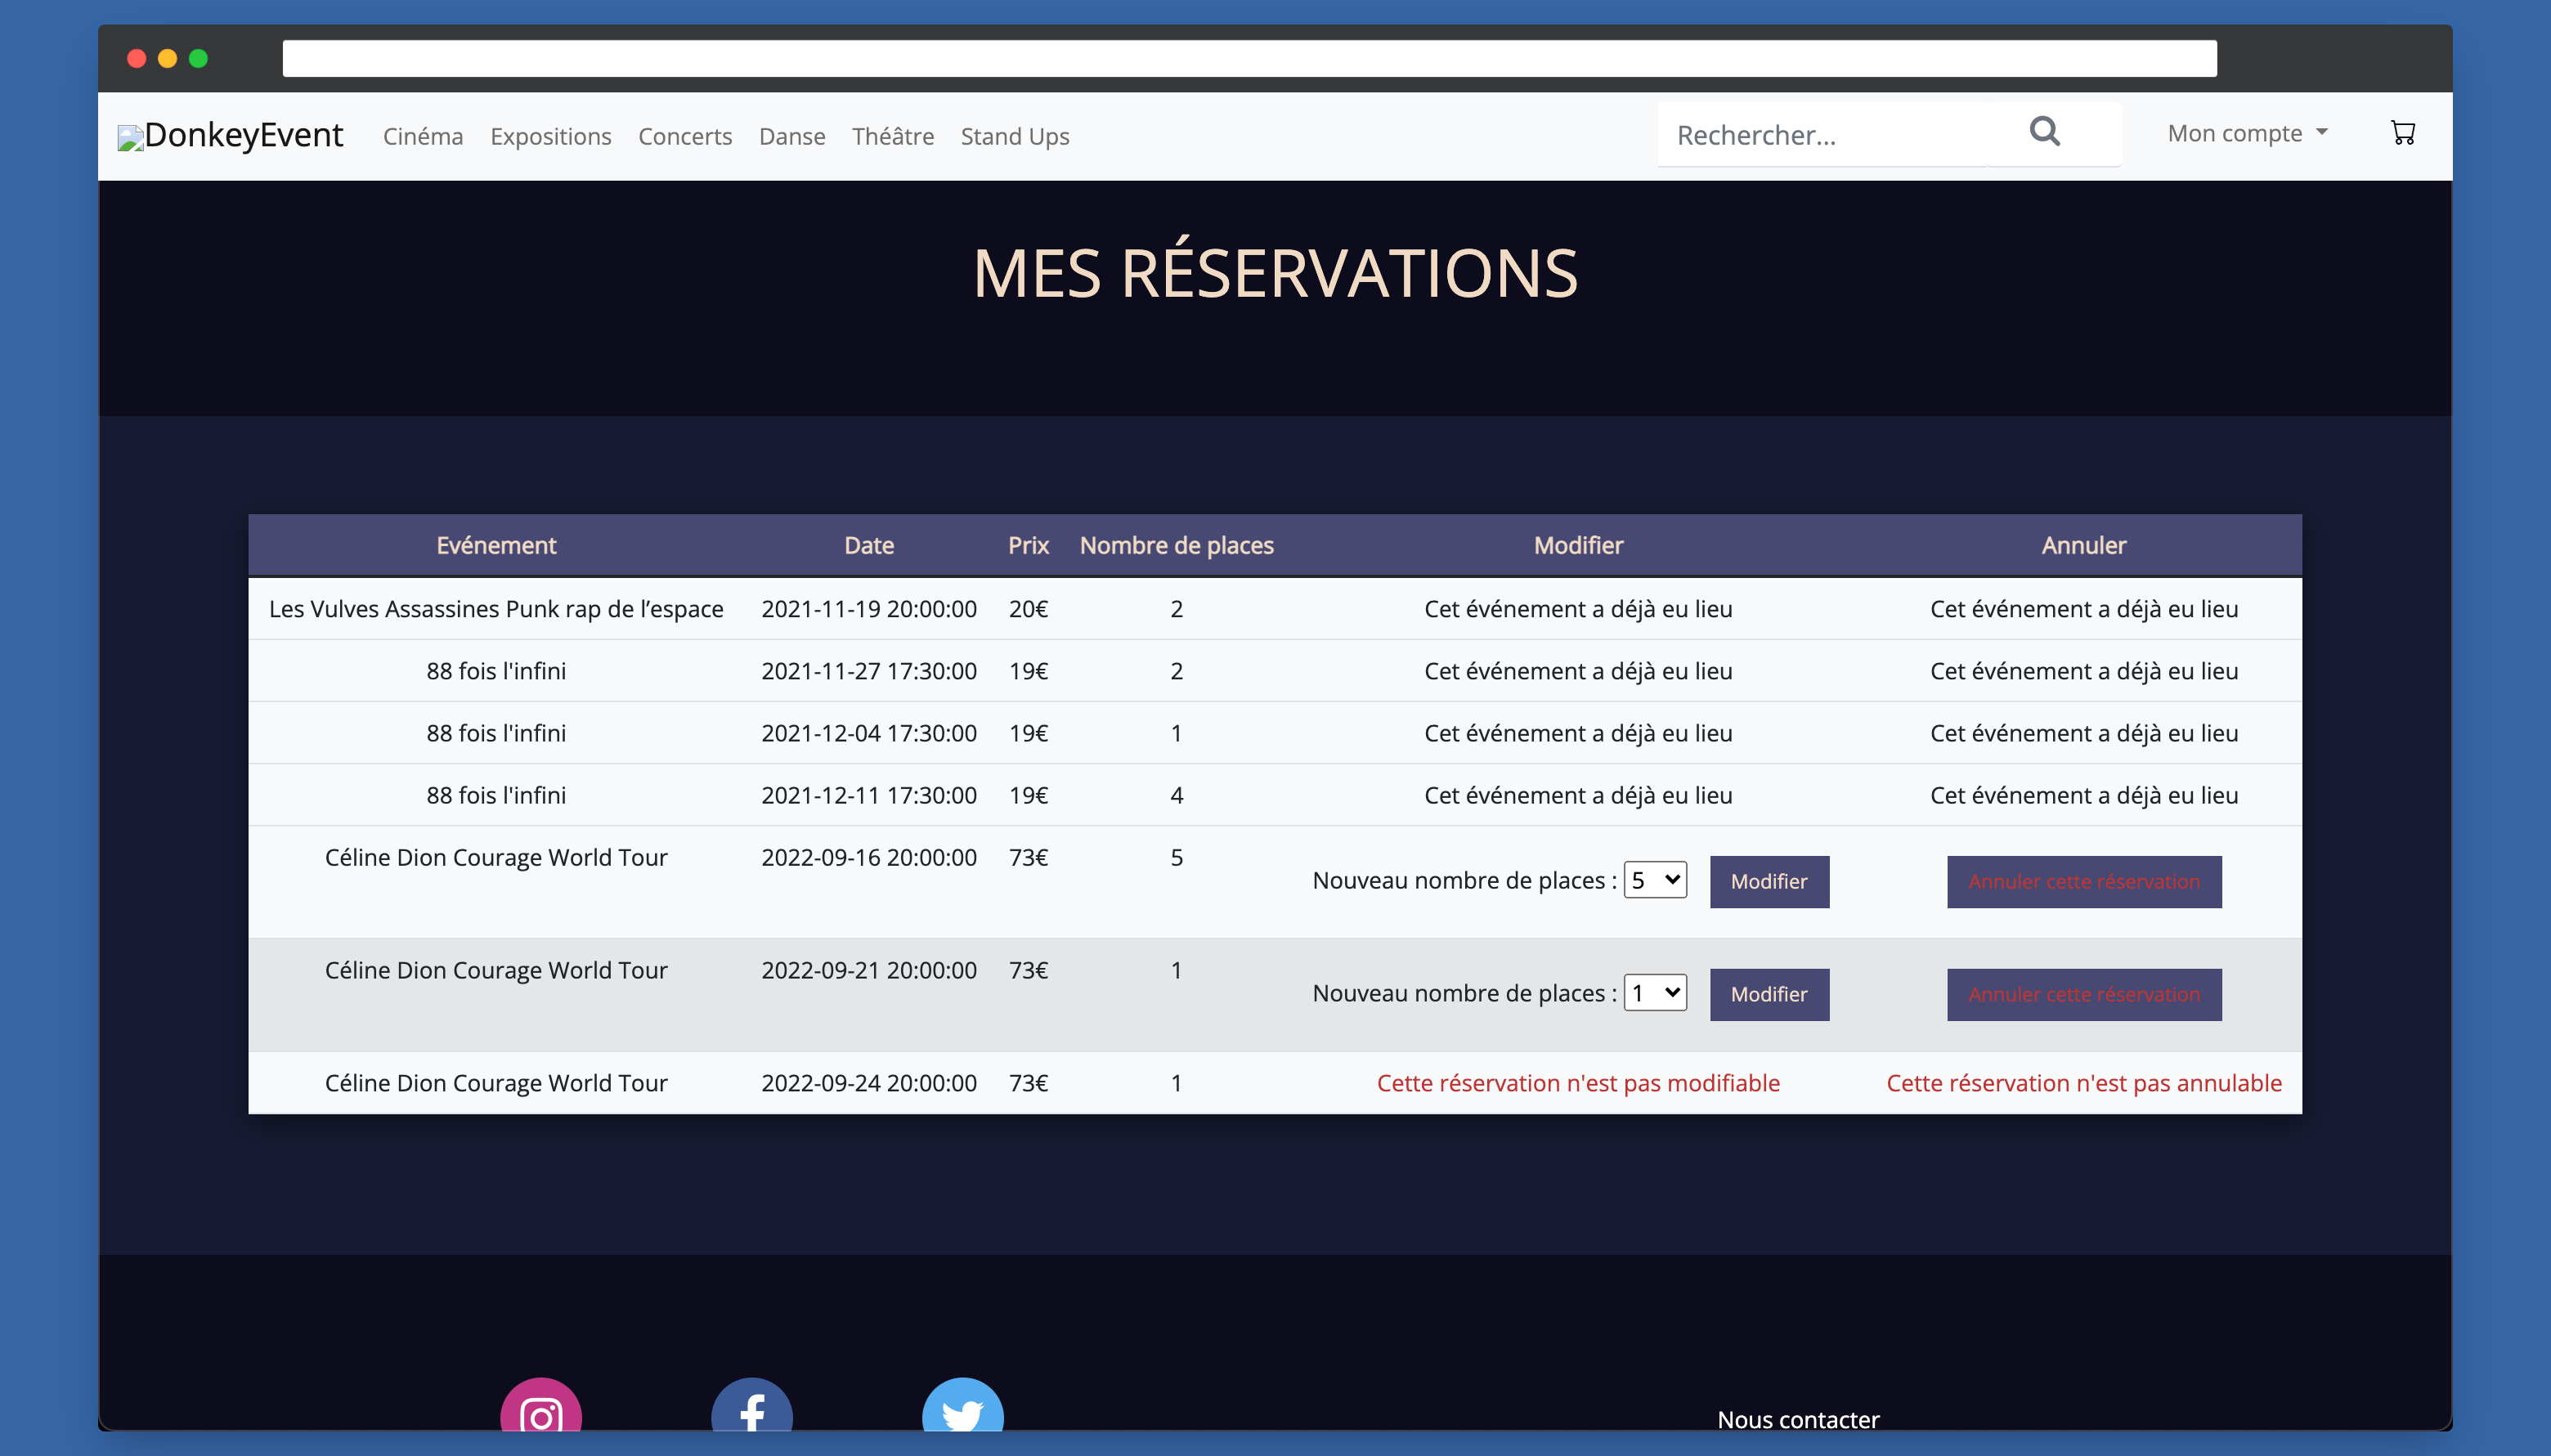 DonkeyEvent Cinéma Expositions Concerts Danse Théâtre Stand Ups Rechercher... Mon compte
MES RÉSERVATIONS
Evénement Date Prix Nombre de places Modifier Annuler
Les Vulves Assassines Punk rap de l’espace 2021-11-19 20:00:00 20€ 2 Cet événement a déjà eu lieu Cet événement a déjà eu lieu
88 fois l'infini 2021-11-27 17:30:00 19€ 2 Cet événement a déjà eu lieu Cet événement a déjà eu lieu
88 fois l'infini 2021-12-04 17:30:00 19€ 1 Cet événement a déjà eu lieu Cet événement a déjà eu lieu
88 fois l'infini 2021-12-11 17:30:00 19€ 4 Cet événement a déjà eu lieu Cet événement a déjà eu lieu
Céline Dion Courage World Tour 2022-09-16 20:00:00 73€ 5 Nouveau nombre de places : 5 Modifier Annuler cette réservation
Céline Dion Courage World Tour 2022-09-21 20:00:00 73€ 1 Nouveau nombre de places : 1 Modifier Annuler cette réservation
Céline Dion Courage World Tour 2022-09-24 20:00:00 73€ 1 Cette réservation n'est pas modifiable Cette réservation n'est pas annulable
Nous contacter